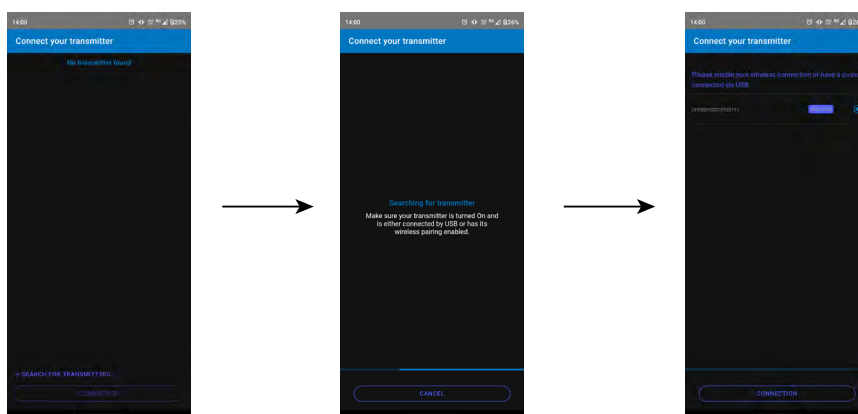 14:00
25%
Connect your transmitter
No transmitter found
+ SEARCH FOR TRANSMITTERS
CONNECTION
14:00
26%
Connect your transmitter
Searching for transmitter
Make sure your transmitter is turned On and
is either connected by USB or has its
wireless pairing enabled.
CANCEL
14:00
Connect your transmitter
Please enable your wireless connection or have a
connected via USB
CONNECTION